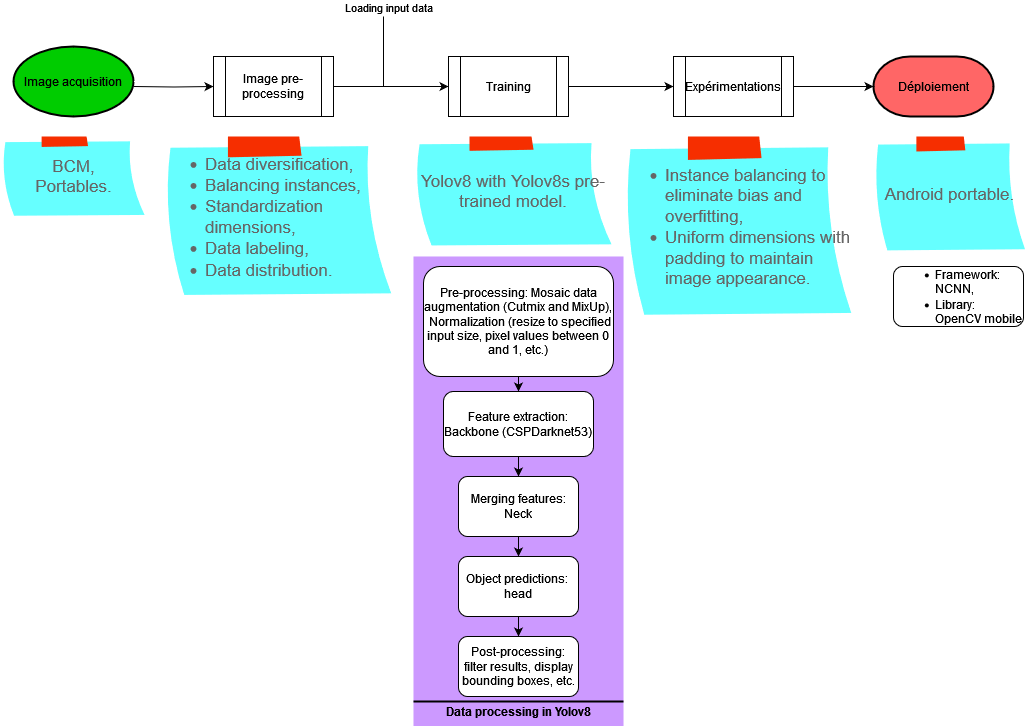 Loading input data
Image acquisition
Image pre-
processing
Training
Expérimentations
Déploiement
BCM,
Portables.
• Data diversification,
• Balancing instances,
• Standardization
dimensions,
• Data labeling,
• Data distribution.
Yolov8 with Yolov8s pre-
trained model.
• Instance balancing to
eliminate bias and
overfitting,
• Uniform dimensions with
padding to maintain
image appearance.
Android portable.
• Framework:
NCNN,
• Library:
OpenCV mobile
Pre-processing: Mosaic data
augmentation (Cutmix and MixUp),
Normalization (resize to specified
input size, pixel values between 0
and 1, etc.)
Feature extraction:
Backbone (CSPDarknet53)
Merging features:
Neck
Object predictions:
head
Post-processing:
filter results, display
bounding boxes, etc.
Data processing in Yolov8